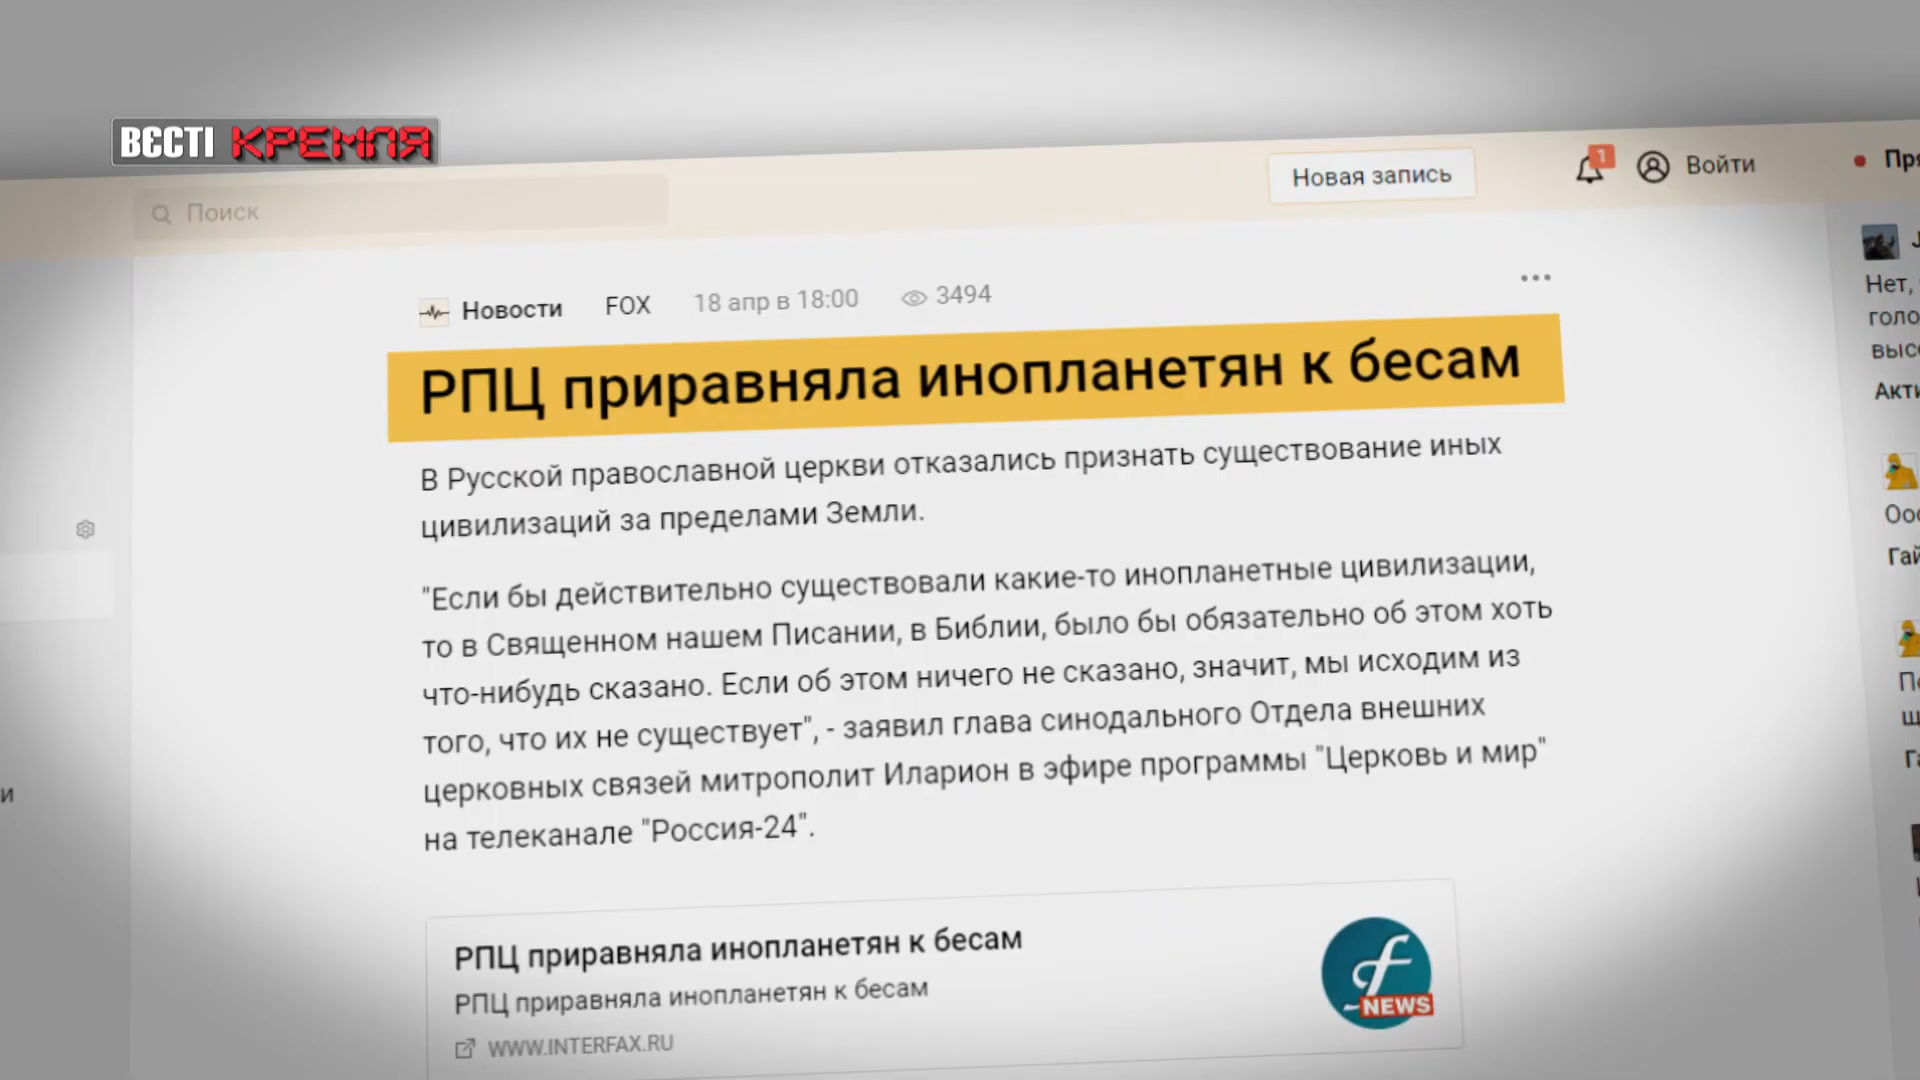 ВЄСТІ КРЕМЛЯ
Поиск
Новая запись
1
Войти
Новости FOX 18 апр в 18:00 3494
РПЦ приравняла инопланетян к бесам
В Русской православной церкви отказались признать существование иных
цивилизаций за пределами Земли.
"Если бы действительно существовали какие-то инопланетные цивилизации,
то в Священном нашем Писании, в Библии, было бы обязательно об этом хоть
что-нибудь сказано. Если об этом ничего не сказано, значит, мы исходим из
того, что их не существует", - заявил глава синодального Отдела внешних
церковных связей митрополит Иларион в эфире программы "Церковь и мир"
на телеканале "Россия-24".
РПЦ приравняла инопланетян к бесам
РПЦ приравняла инопланетян к бесам
WWW.INTERFAX.RU
f NEWS
Нет,